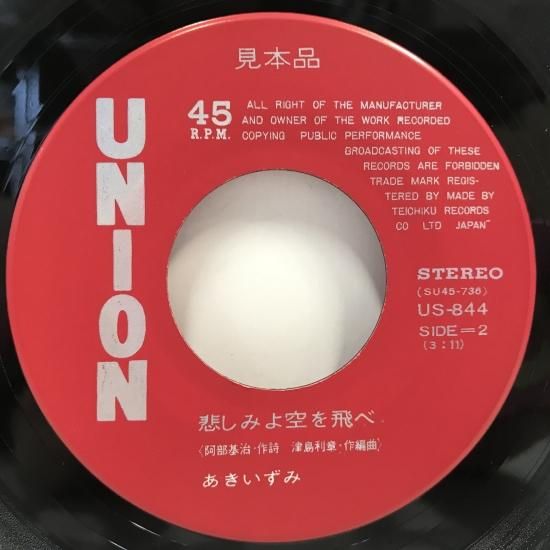 見本品
UNION
45
R.P.M.
ALL RIGHT OF THE MANUFACTURER
AND OWNER OF THE WORK RECORDED
COPYING PUBLIC PERFORMANCE
BROADCASTING OF THESE
RECORDS ARE FORBIDDEN
TRADE MARK REGIS-
TERED BY MADE BY
TEICHIKU RECORDS
CO LTD JAPAN
STEREO
(SU45-736)
US-844
SIDE=2
(3:11)
悲しみよ空を飛べ
(阿部基治・作詩 津島利章・作編曲)
あきいずみ